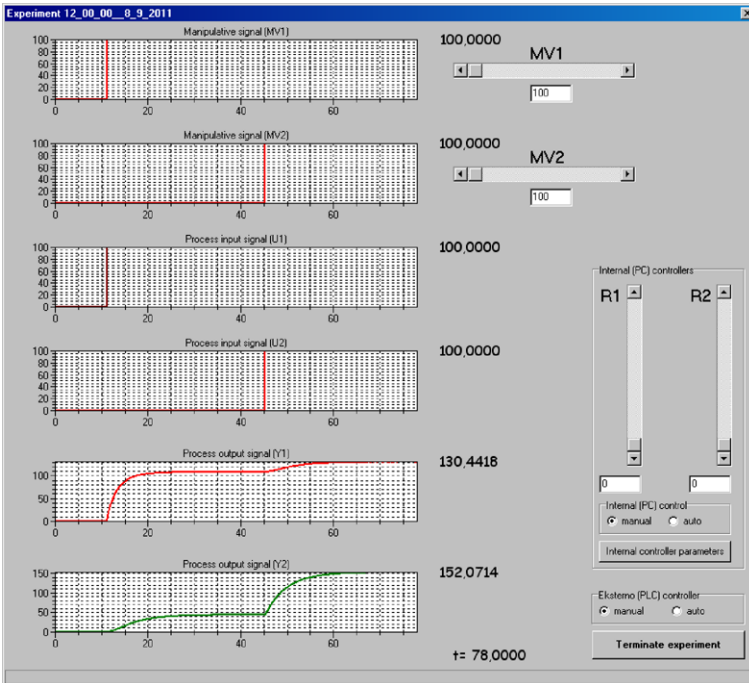 Experiment 12_00_00__8_9_2011
Manipulative signal (MV1)
100
80
60
40
20
0
0 20 40 60
100,0000
MV1
100
Manipulative signal (MV2)
100
80
60
40
20
0
0 20 40 60
100,0000
MV2
100
Process input signal (U1)
100
80
60
40
20
0
0 20 40 60
100,0000
Process input signal (U2)
100
80
60
40
20
0
0 20 40 60
100,0000
Process output signal (Y1)
100
50
0
0 20 40 60
130,4418
Process output signal (Y2)
150
100
50
0
0 20 40 60
152,0714
t= 78,0000
Internal (PC) controllers
R1 R2
0 0
Internal (PC) control
manual auto
Internal controller parameters
Eksterno (PLC) controller
manual auto
Terminate experiment